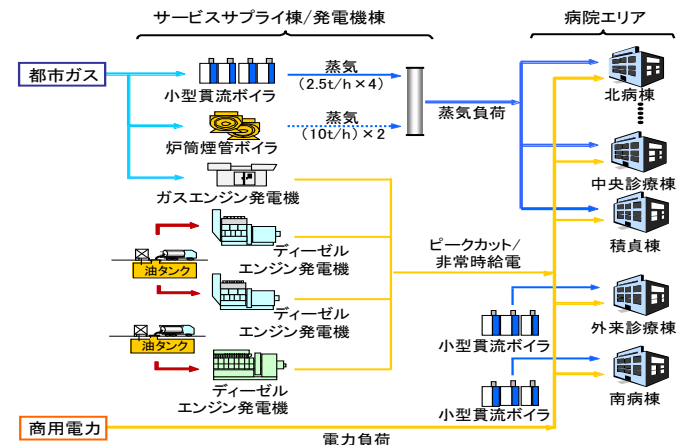 サービスサプライ棟/発電機棟
病院エリア
都市ガス
小型貫流ボイラ
蒸気
(2.5t/h×4)
蒸気負荷
北病棟
炉筒煙管ボイラ
蒸気
(10t/h)×2
中央診療棟
ガスエンジン発電機
積貞棟
ディーゼル
エンジン発電機
油タンク
ピークカット/
非常時給電
ディーゼル
エンジン発電機
小型貫流ボイラ
外来診療棟
油タンク
ディーゼル
エンジン発電機
小型貫流ボイラ
南病棟
商用電力
電力負荷